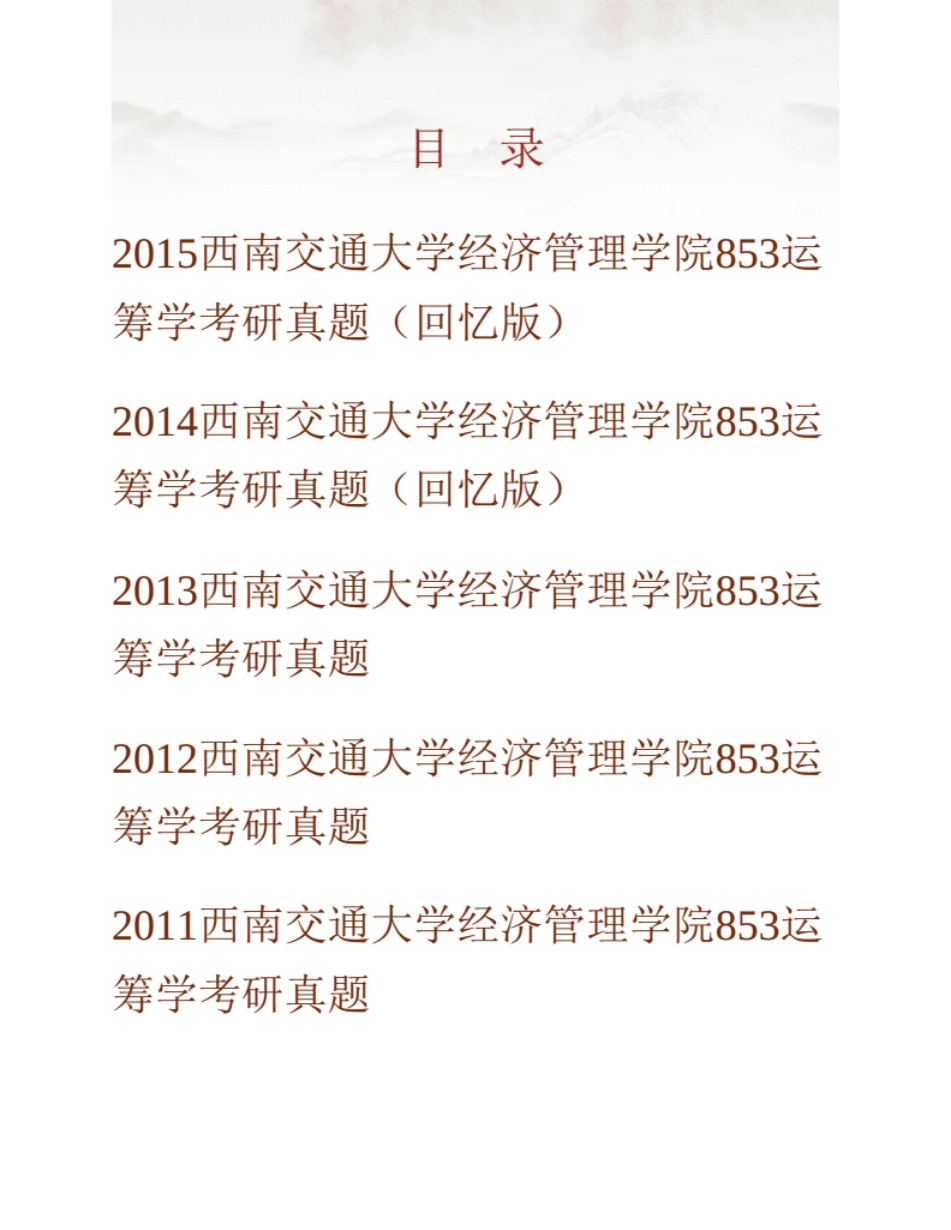 目 录
2015西南交通大学经济管理学院853运
筹学考研真题（回忆版）
2014西南交通大学经济管理学院853运
筹学考研真题（回忆版）
2013西南交通大学经济管理学院853运
筹学考研真题
2012西南交通大学经济管理学院853运
筹学考研真题
2011西南交通大学经济管理学院853运
筹学考研真题